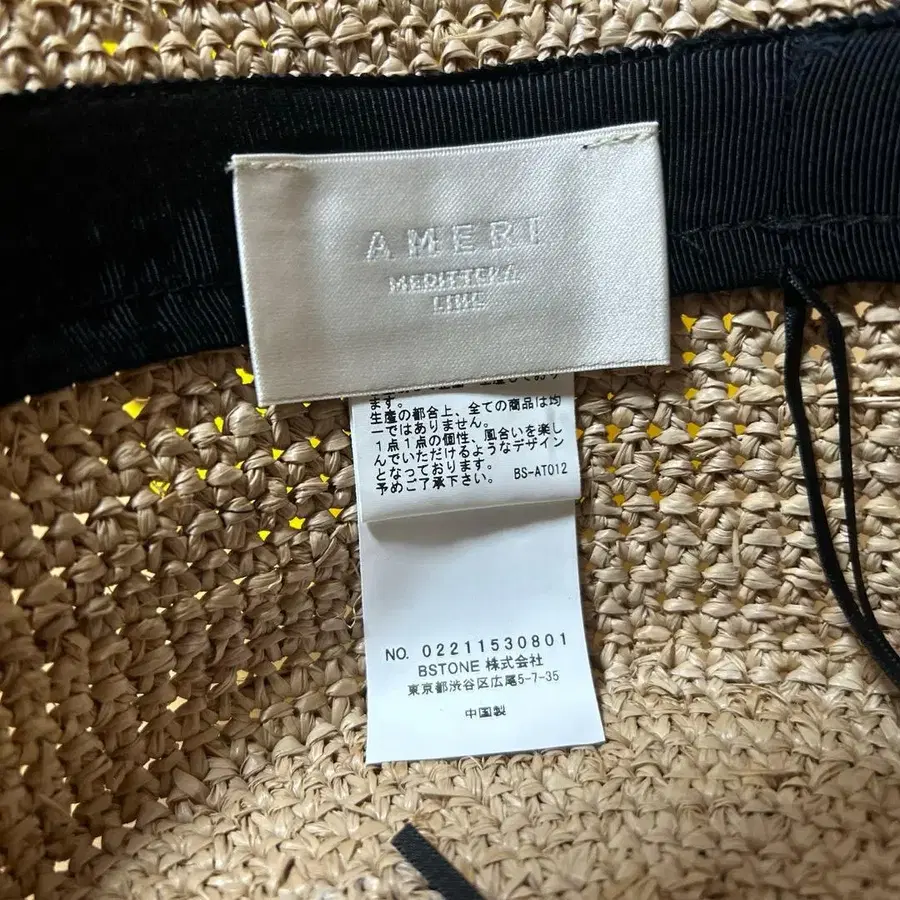 AMERI
LINE
ます。
生産の都合上、全ての商品は均
一ではありません。
1点1点の個性、風合いを楽し
んでいただけるようなデザイン
となっております。
予めご了承下さい。 BS-AT012
NO. 02211530801
BSTONE 株式会社
東京都渋谷区広尾5-7-35
中国製